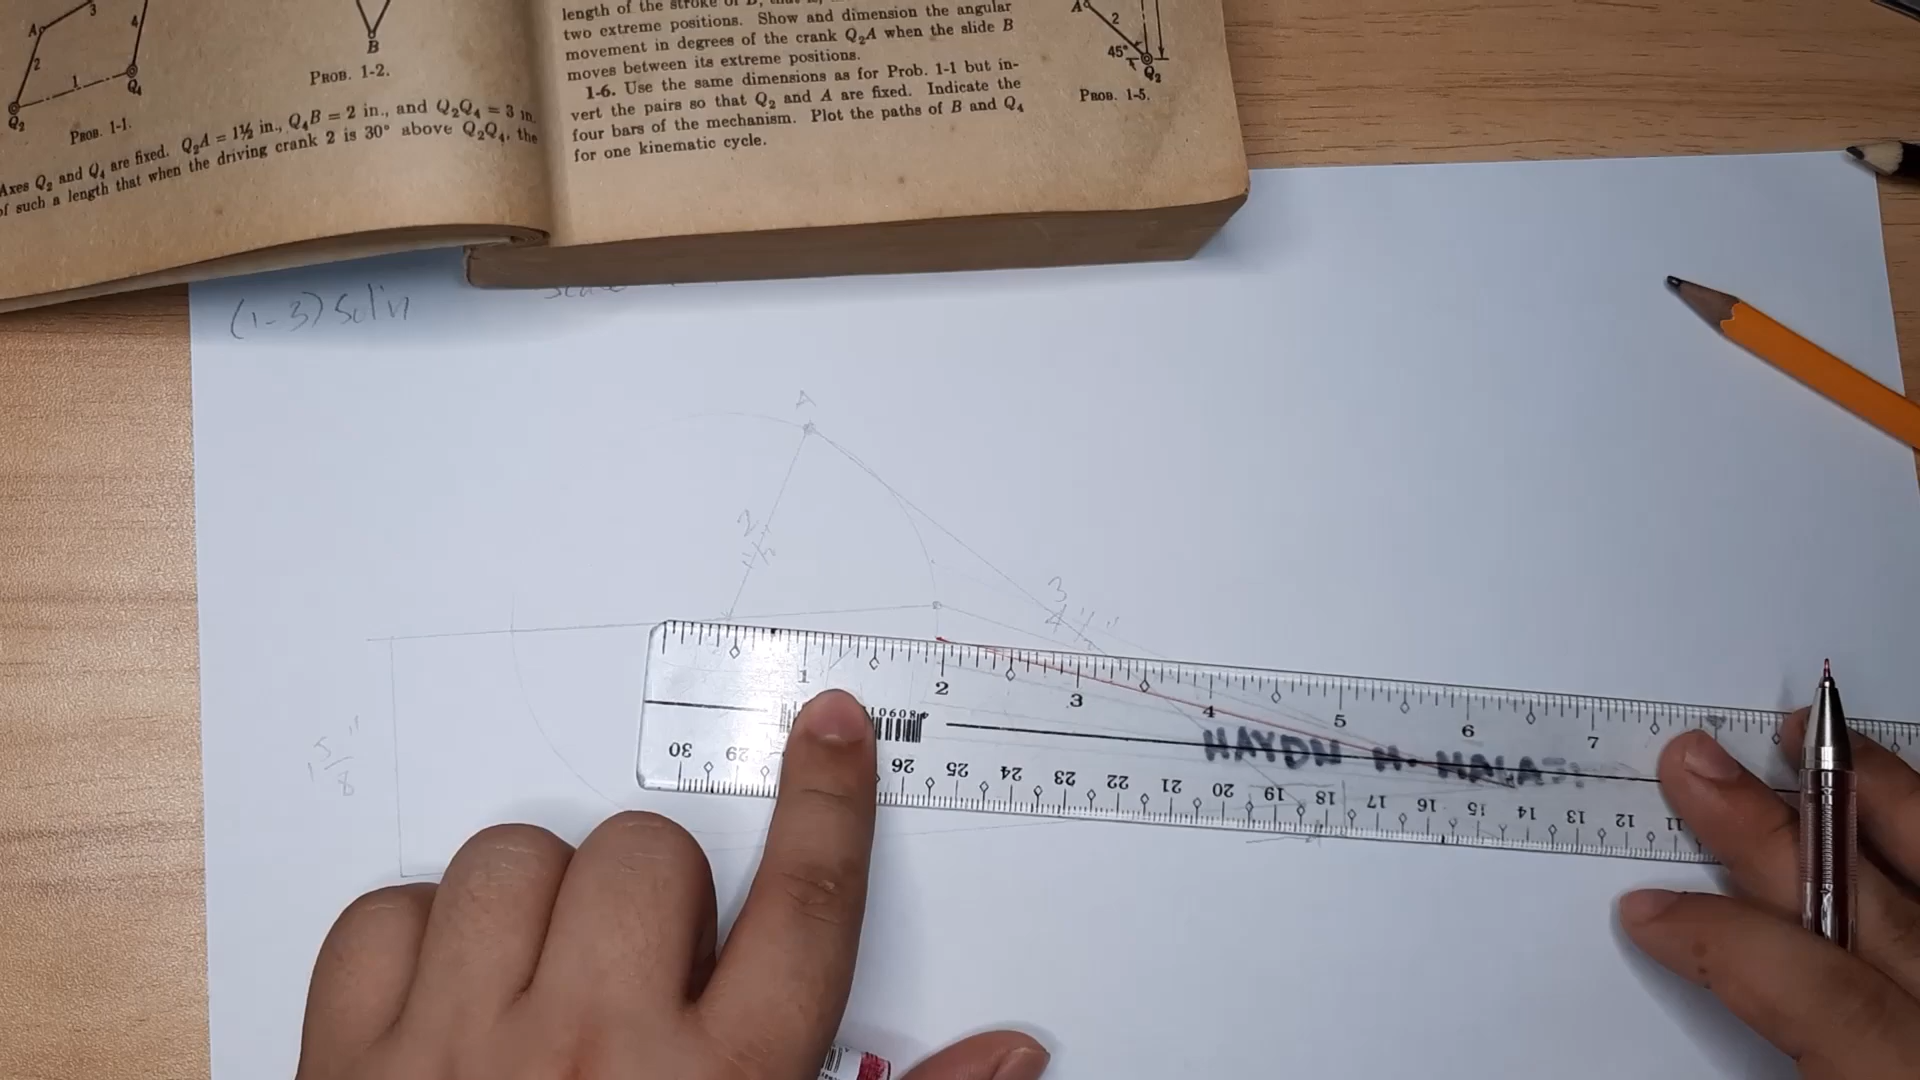 A
3
4
2
1
Q2
Q4
PROB. 1-1.
B
PROB. 1-2.
Axes Q2 and Q4 are fixed. Q2A = 1½ in., Q4B = 2 in., and Q2Q4 = 3 in.
of such a length that when the driving crank 2 is 30° above Q2Q4, the
length of the stroke of B,
two extreme positions. Show and dimension the angular
movement in degrees of the crank Q2A when the slide B
moves between its extreme positions.
1-6. Use the same dimensions as for Prob. 1-1 but in-
vert the pairs so that Q2 and A are fixed. Indicate the
four bars of the mechanism. Plot the paths of B and Q4
for one kinematic cycle.
A
2
45°
Q2
PROB. 1-5.
(1-3) Sol'n
A
2
3
1 5/8"
1 2 3 4 5 6 7
HAYDN M.
30 29 26 25 24 23 22 21 20 19 18 17 16 15 14 13 12 11